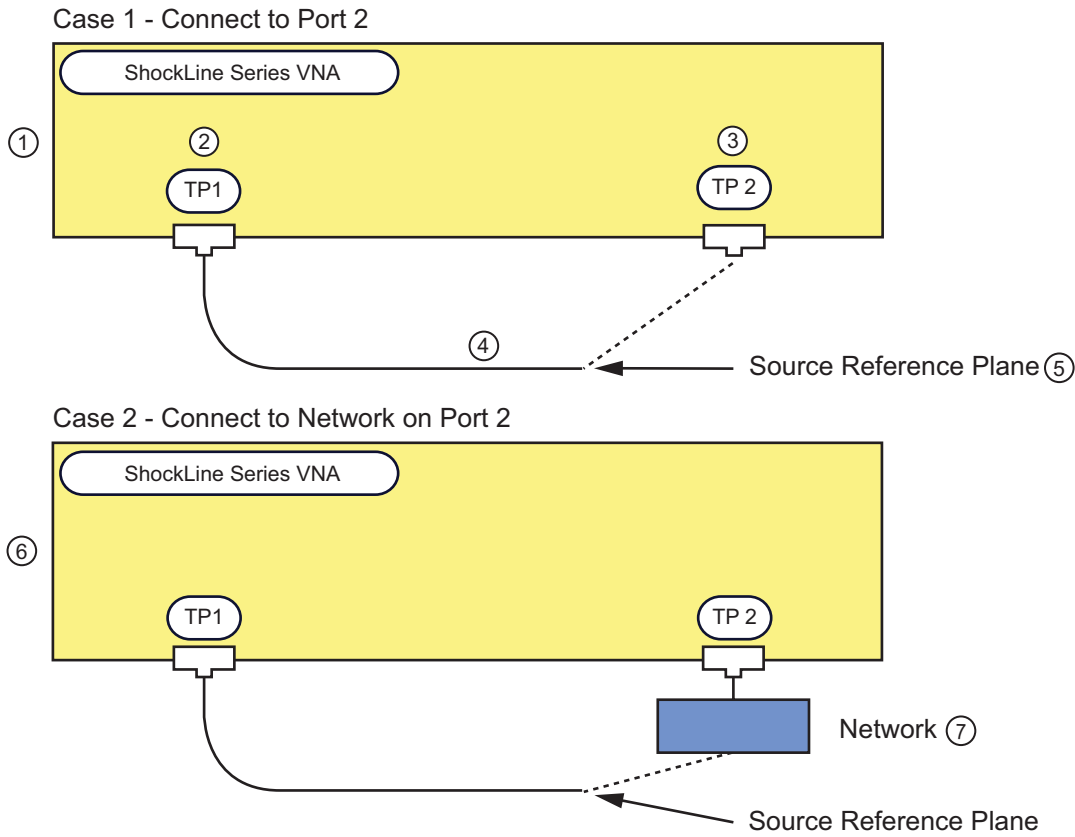 Case 1 - Connect to Port 2
ShockLine Series VNA
1
2
3
TP1
TP 2
4
Source Reference Plane 5
Case 2 - Connect to Network on Port 2
ShockLine Series VNA
6
TP1
TP 2
Network 7
Source Reference Plane